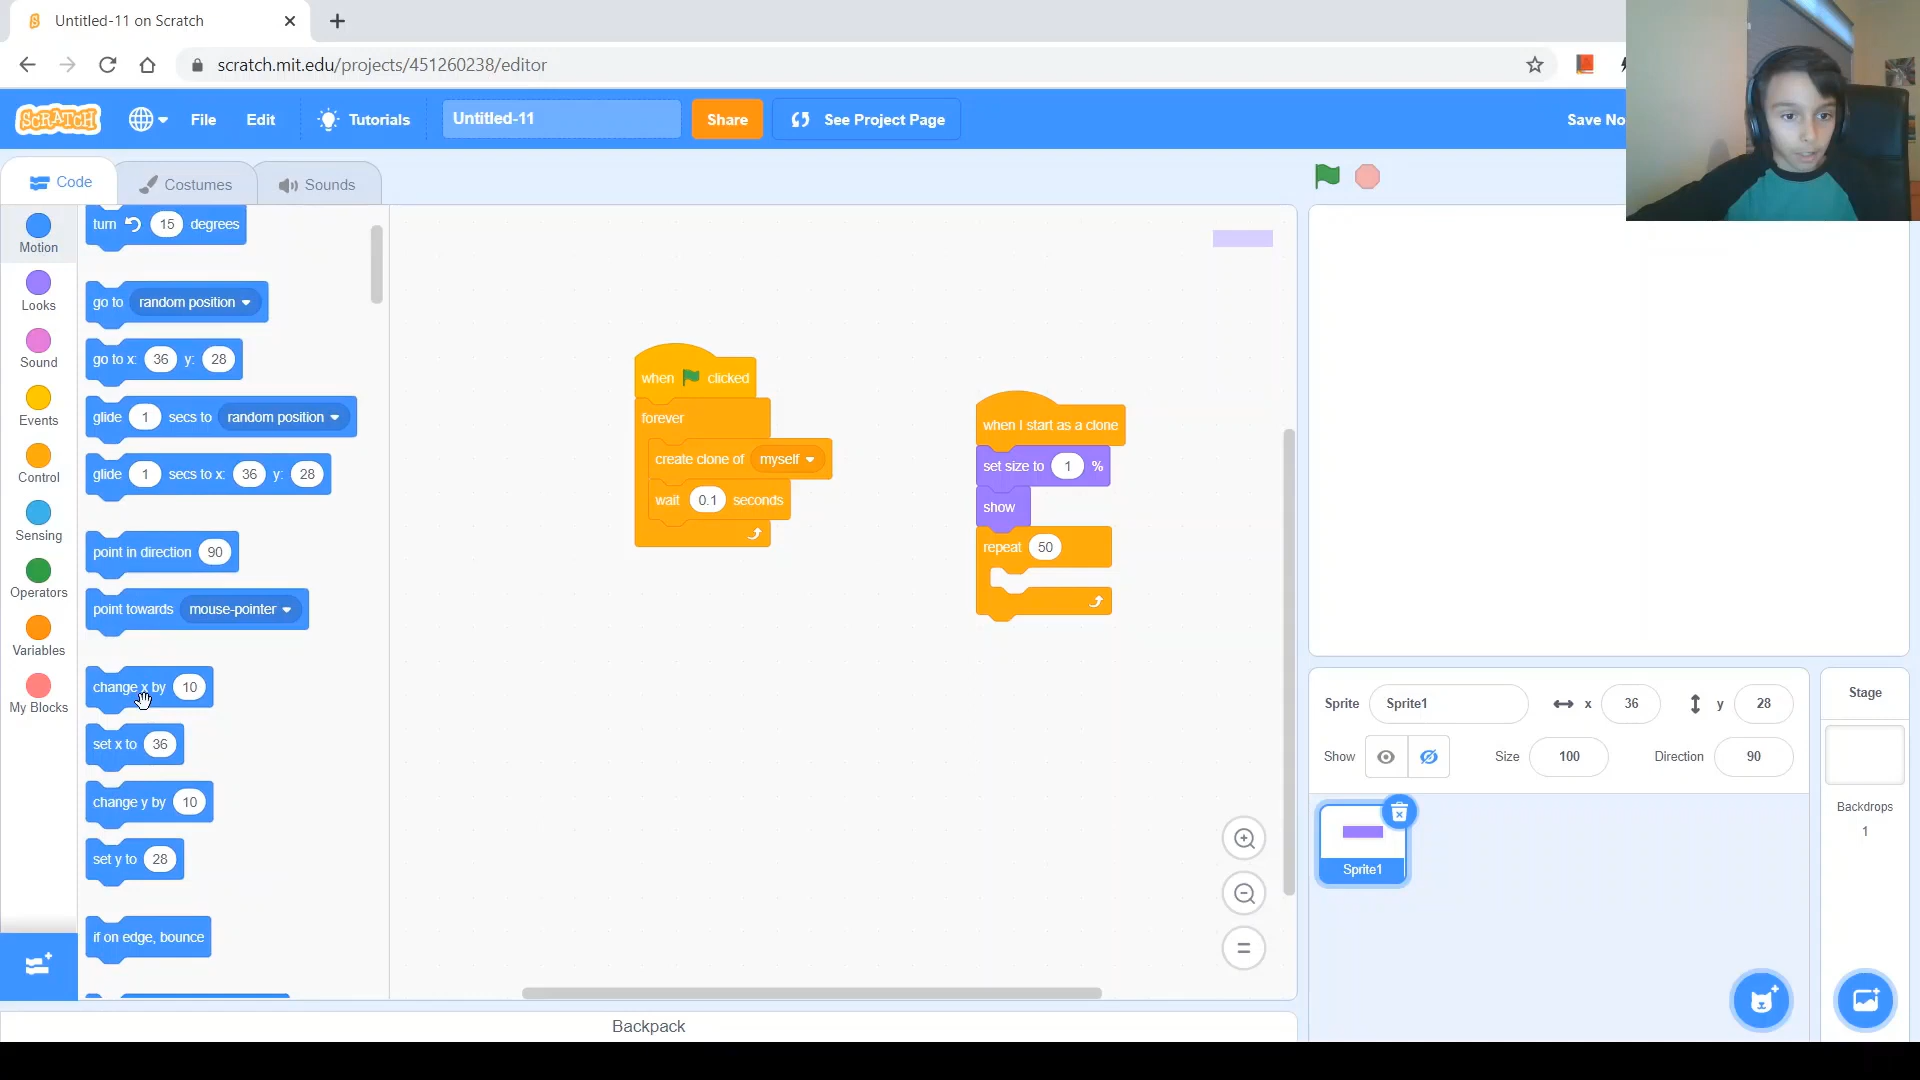 Untitled-11 on Scratch
scratch.mit.edu/projects/451260238/editor
SCRATCH
File
Edit
Tutorials
Untitled-11
Share
See Project Page
Save No
Code
Costumes
Sounds
Motion
Looks
Sound
Events
Control
Sensing
Operators
Variables
My Blocks
turn 15 degrees
go to random position
go to x: 36 y: 28
glide 1 secs to random position
glide 1 secs to x: 36 y: 28
point in direction 90
point towards mouse-pointer
change x by 10
set x to 36
change y by 10
set y to 28
if on edge, bounce
when clicked
forever
create clone of myself
wait 0.1 seconds
when I start as a clone
set size to 1 %
show
repeat 50
Sprite Sprite1 x 36 y 28
Show Size 100 Direction 90
Sprite1
Stage
Backdrops
1
Backpack